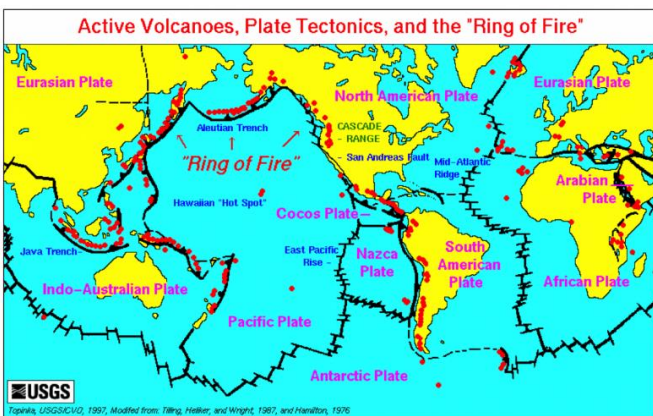 Active Volcanoes, Plate Tectonics, and the "Ring of Fire"
Eurasian Plate
North American Plate
Eurasian Plate
Aleutian Trench
CASCADE
RANGE
"Ring of Fire"
San Andreas Fault
Mid-Atlantic
Ridge
Arabian
Plate
Hawaiian "Hot Spot"
Cocos Plate
Java Trench
East Pacific
Rise
Nazca
Plate
South
American
Plate
Indo-Australian Plate
African Plate
Pacific Plate
Antarctic Plate
USGS
Topinka, USGS/CVO, 1997, Modified from: Tilling, Heliker, and Wright, 1987, and Hamilton, 1976